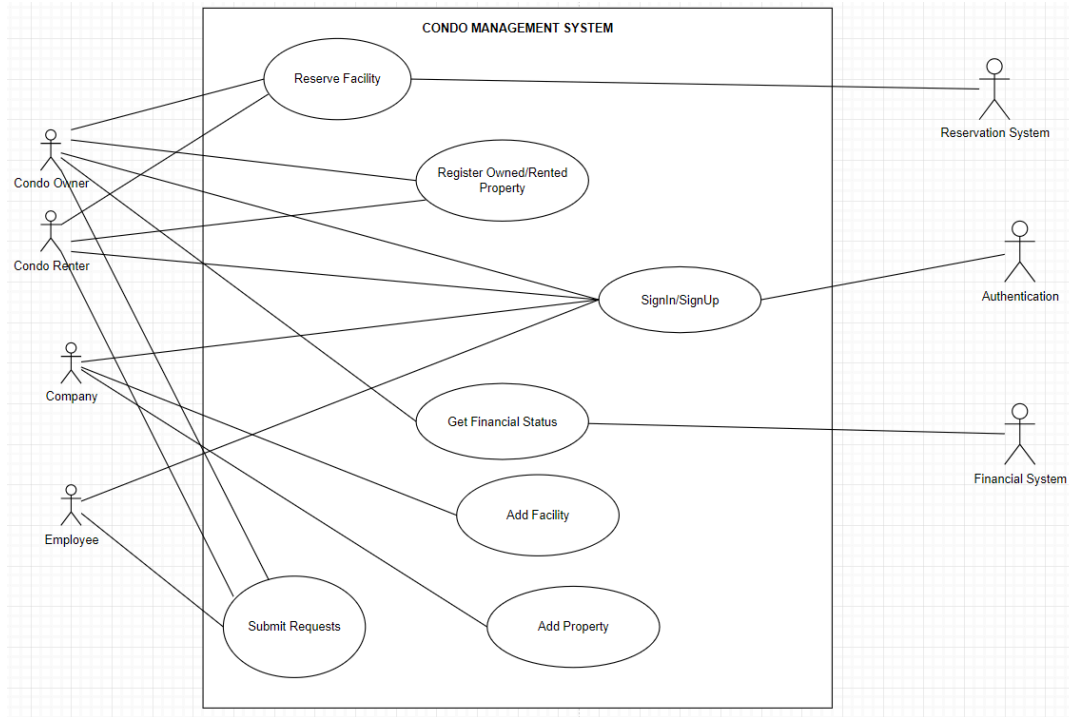 CONDO MANAGEMENT SYSTEM
Reserve Facility
Reservation System
Condo Owner
Register Owned/Rented
Property
Condo Renter
SignIn/SignUp
Authentication
Company
Get Financial Status
Financial System
Add Facility
Employee
Submit Requests
Add Property